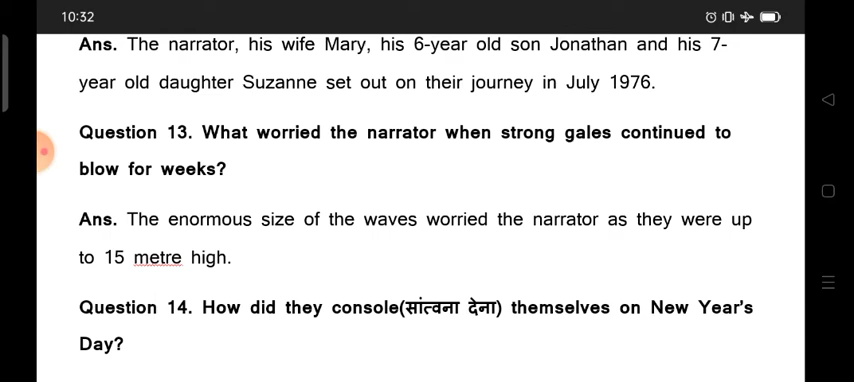 10:32
Ans. The narrator, his wife Mary, his 6-year old son Jonathan and his 7-
year old daughter Suzanne set out on their journey in July 1976.
Question 13. What worried the narrator when strong gales continued to
blow for weeks?
Ans. The enormous size of the waves worried the narrator as they were up
to 15 metre high.
Question 14. How did they console(सांत्वना देना) themselves on New Year's
Day?